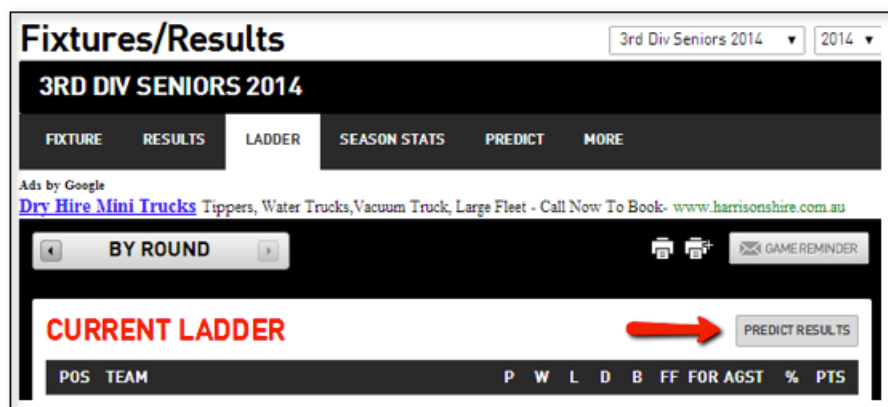 Fixtures/Results
3rd Div Seniors 2014 2014
3RD DIV SENIORS 2014
FIXTURE RESULTS LADDER SEASON STATS PREDICT MORE
Ads by Google
Dry Hire Mini Trucks Tippers, Water Trucks,Vacuum Truck, Large Fleet - Call Now To Book- www.harrisonshire.com.au
BY ROUND
GAME REMINDER
CURRENT LADDER
PREDICT RESULTS
POS TEAM P W L D B FF FOR AGST % PTS